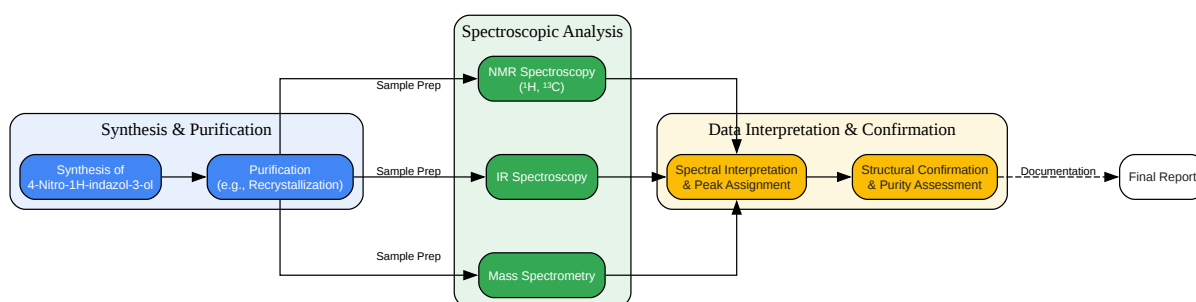 Spectroscopic Analysis
NMR Spectroscopy
(¹H, ¹³C)
Sample Prep
Synthesis & Purification
Data Interpretation & Confirmation
Synthesis of
4-Nitro-1H-indazol-3-ol
Purification
(e.g., Recrystallization)
Sample Prep
IR Spectroscopy
Spectral Interpretation
& Peak Assignment
Structural Confirmation
& Purity Assessment
Documentation
Final Report
Sample Prep
Mass Spectrometry